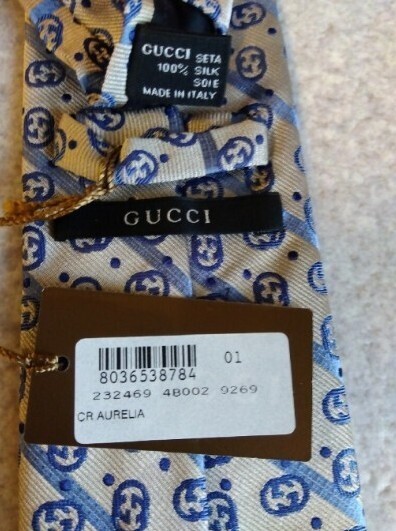 GUCCI SETA
100% SILK
SOIE
MADE IN ITALY
GUCCI
01
8036538784
232469 4B002 9269
CR AURELIA